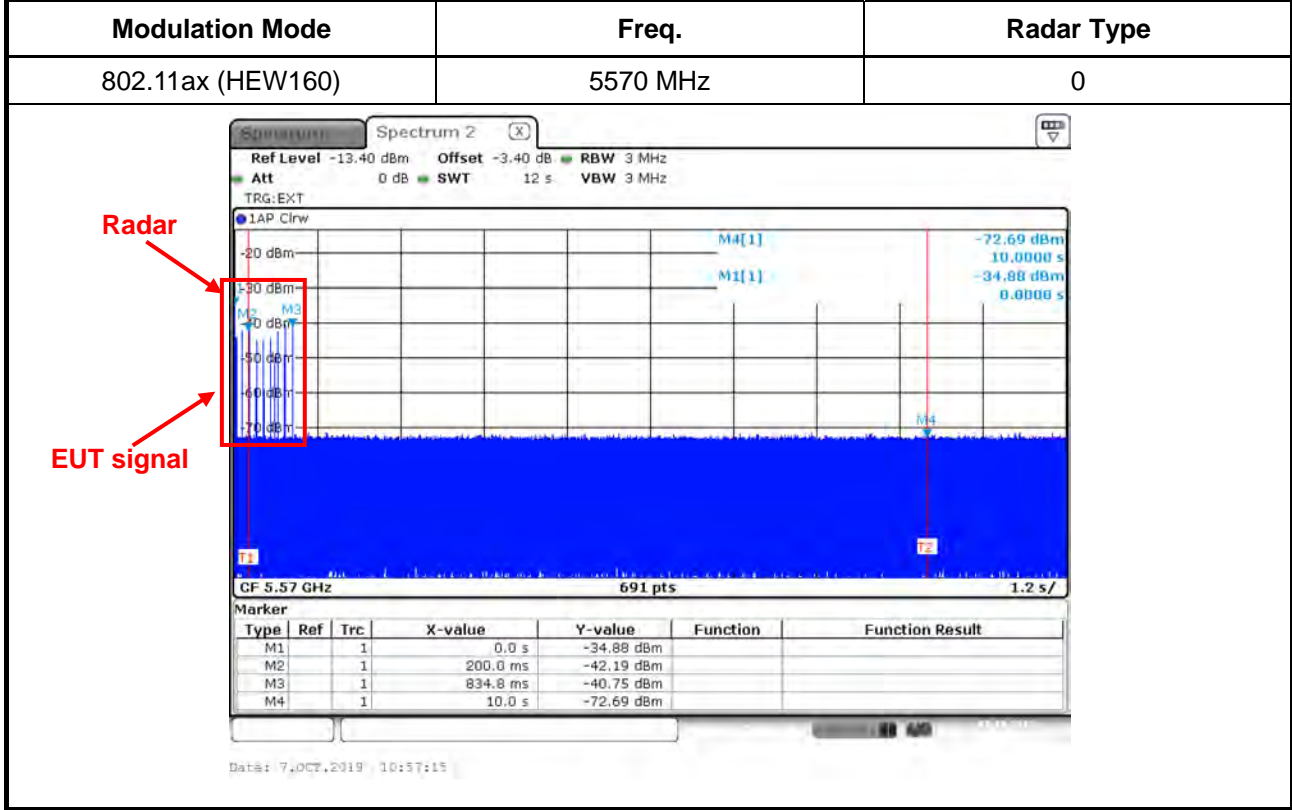 Modulation Mode Freq. Radar Type
802.11ax (HEW160) 5570 MHz 0
Spectrum 2 X
Ref Level -13.40 dBm Offset -3.40 dB RBW 3 MHz
Att 0 dB SWT 12 s VBW 3 MHz
TRG:EXT
1AP Clrw
Radar
M4[1] -72.69 dBm
-20 dBm
10.0000 s
M1[1] -34.88 dBm
-30 dBm
0.0000 s
M2 M3
-40 dBm
-50 dBm
-60 dBm
-70 dBm
M4
EUT signal
T1 T2
CF 5.57 GHz 691 pts 1.2 s/
Marker
Type Ref Trc X-value Y-value Function Function Result
M1 1 0.0 s -34.88 dBm
M2 1 200.0 ms -42.19 dBm
M3 1 834.8 ms -40.75 dBm
M4 1 10.0 s -72.69 dBm
Date: 7.OCT.2019 10:57:15